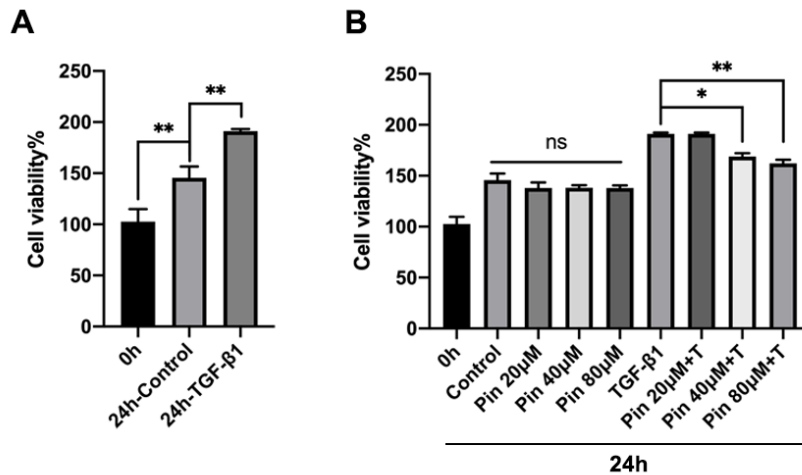 A
Cell viability%
250
200
150
100
50
0
**
**
0h
24h-Control
24h-TGF-β1
B
Cell viability%
250
200
150
100
50
0
ns
*
**
0h
Control
Pin 20μM
Pin 40μM
Pin 80μM
TGF-β1
Pin 20μM+T
Pin 40μM+T
Pin 80μM+T
24h